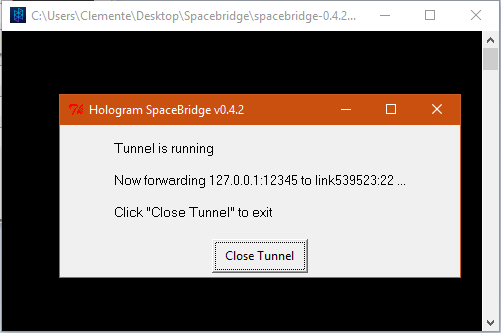 C:\Users\Clemente\Desktop\Spacebridge\spacebridge-0.4.2...
Hologram SpaceBridge v0.4.2
Tunnel is running
Now forwarding 127.0.0.1:12345 to link539523:22 ...
Click "Close Tunnel" to exit
Close Tunnel